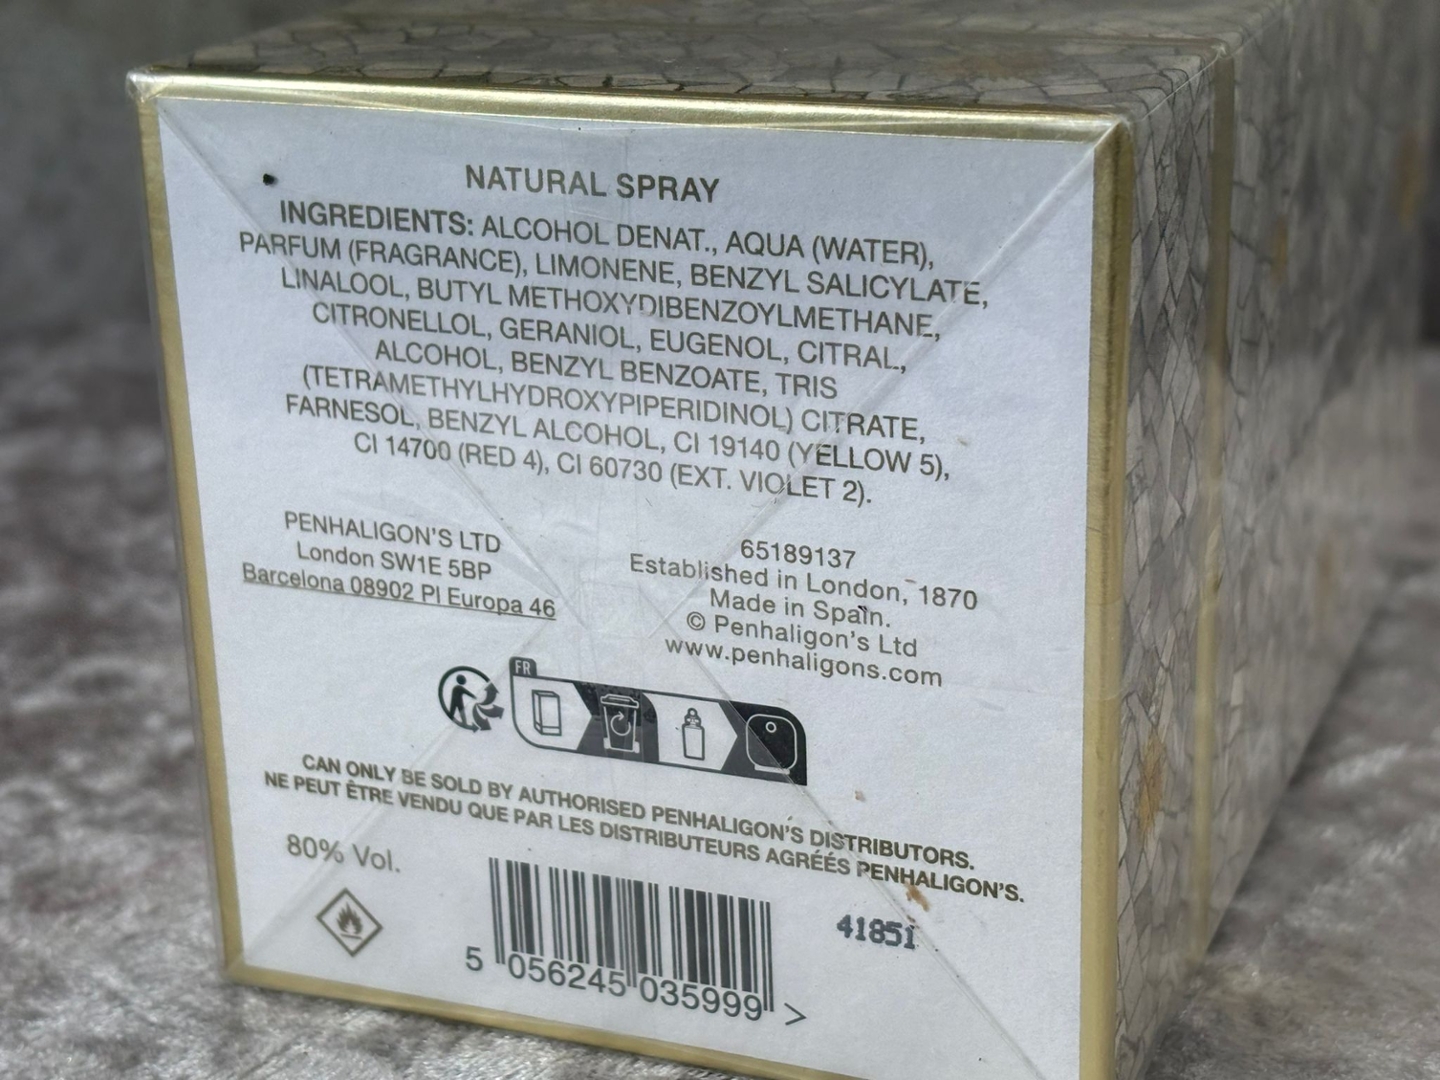 NATURAL SPRAY
INGREDIENTS: ALCOHOL DENAT., AQUA (WATER),
PARFUM (FRAGRANCE), LIMONENE, BENZYL SALICYLATE,
LINALOOL, BUTYL METHOXYDIBENZOYLMETHANE,
CITRONELLOL, GERANIOL, EUGENOL, CITRAL,
ALCOHOL, BENZYL BENZOATE, TRIS
(TETRAMETHYLHYDROXYPIPERIDINOL) CITRATE,
FARNESOL, BENZYL ALCOHOL, CI 19140 (YELLOW 5),
CI 14700 (RED 4), CI 60730 (EXT. VIOLET 2).
PENHALIGON'S LTD
London SW1E 5BP
Barcelona 08902 Pl Europa 46
65189137
Established in London, 1870
Made in Spain.
© Penhaligon's Ltd
www.penhaligons.com
FR
CAN ONLY BE SOLD BY AUTHORISED PENHALIGON'S DISTRIBUTORS.
NE PEUT ÊTRE VENDU QUE PAR LES DISTRIBUTEURS AGRÉÉS PENHALIGON'S.
80% Vol.
41851
5 056245 035999 >